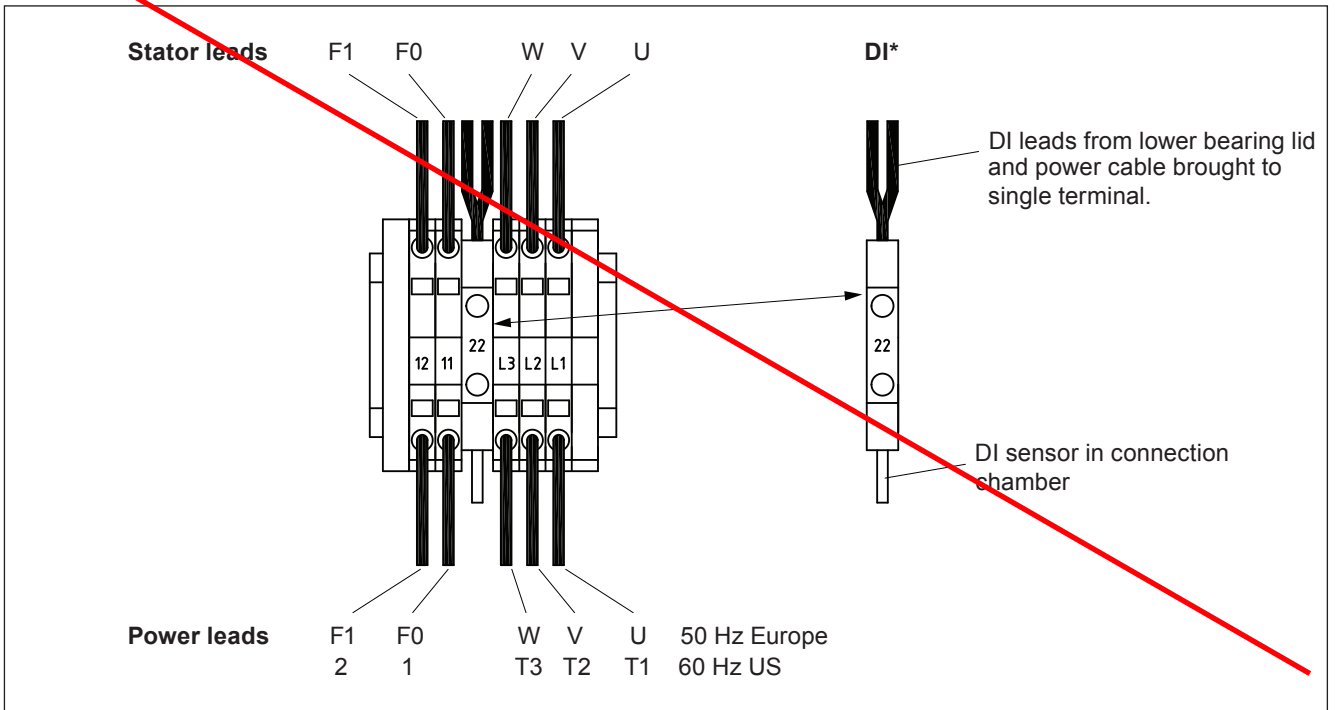 Stator leads F1 F0 W V U DI*
DI leads from lower bearing lid
and power cable brought to
single terminal.
12 11 22 L3 L2 L1
22
DI sensor in connection
chamber
Power leads F1 F0 W V U 50 Hz Europe
2 1 T3 T2 T1 60 Hz US